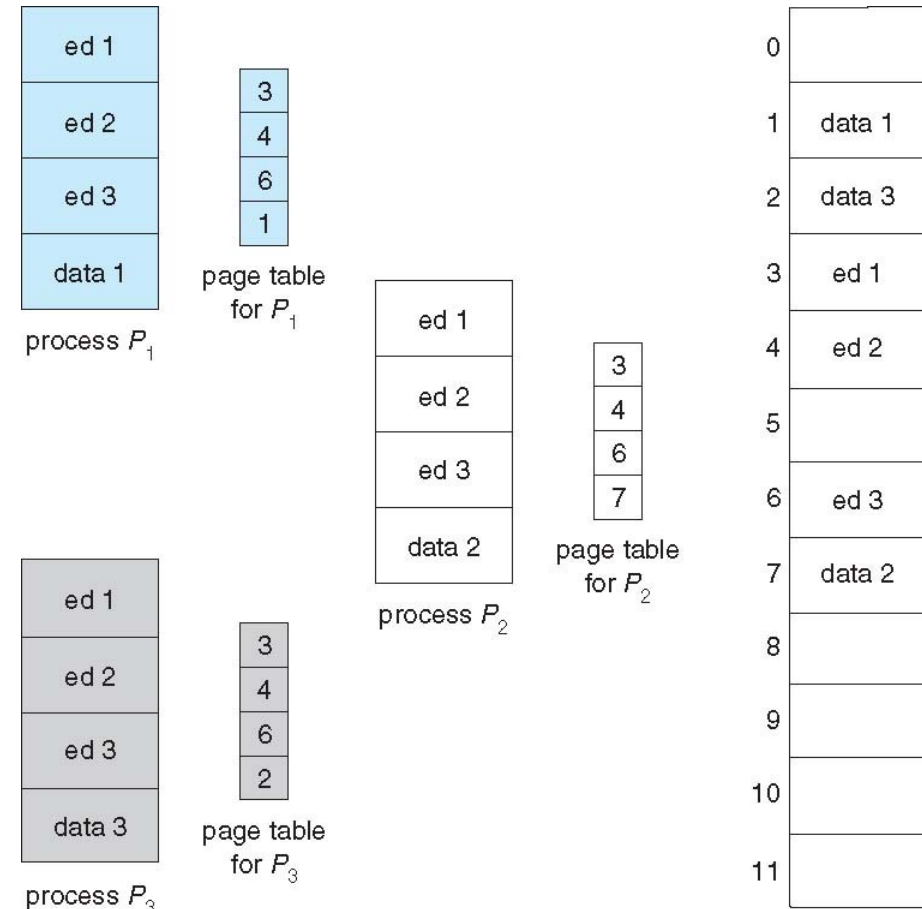 ed 1
ed 2
ed 3
data 1
process P₁
3
4
6
1
page table
for P₁
ed 1
ed 2
ed 3
data 2
process P₂
3
4
6
7
page table
for P₂
ed 1
ed 2
ed 3
data 3
process P₃
3
4
6
2
page table
for P₃
0
1 data 1
2 data 3
3 ed 1
4 ed 2
5
6 ed 3
7 data 2
8
9
10
11